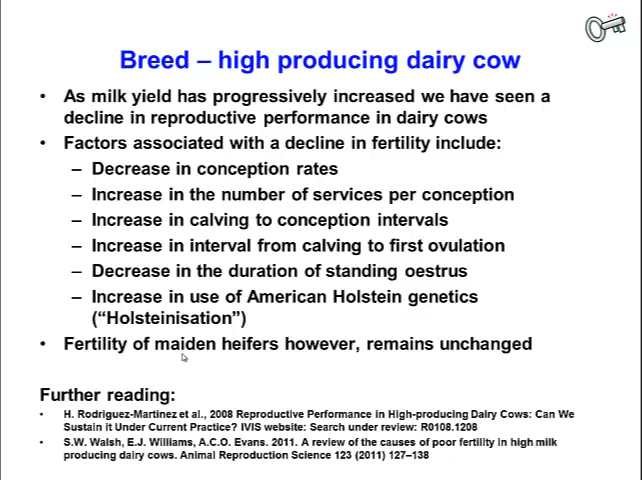 Breed – high producing dairy cow
• As milk yield has progressively increased we have seen a
decline in reproductive performance in dairy cows
• Factors associated with a decline in fertility include:
– Decrease in conception rates
– Increase in the number of services per conception
– Increase in calving to conception intervals
– Increase in interval from calving to first ovulation
– Decrease in the duration of standing oestrus
– Increase in use of American Holstein genetics
(“Holsteinisation”)
• Fertility of maiden heifers however, remains unchanged
Further reading:
• H. Rodriguez-Martinez et al., 2008 Reproductive Performance in High-producing Dairy Cows: Can We
Sustain it Under Current Practice? IVIS website: Search under review: R0108.1208
• S.W. Walsh, E.J. Williams, A.C.O. Evans. 2011. A review of the causes of poor fertility in high milk
producing dairy cows. Animal Reproduction Science 123 (2011) 127–138